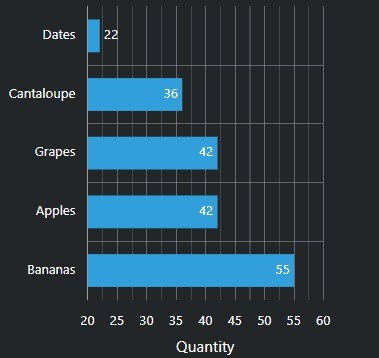 Dates 22
Cantaloupe 36
Grapes 42
Apples 42
Bananas 55
20 25 30 35 40 45 50 55 60
Quantity